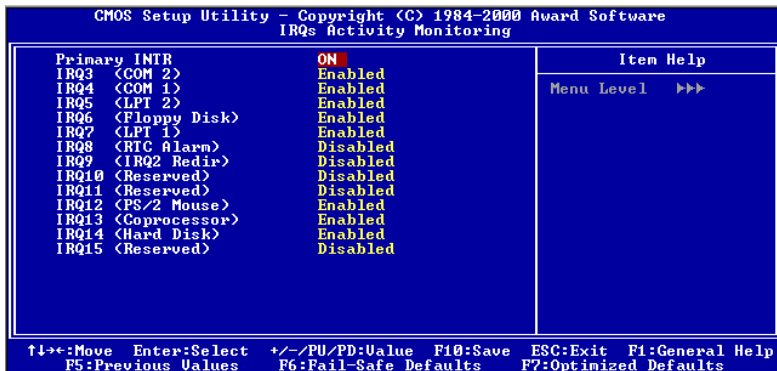 CMOS Setup Utility - Copyright (C) 1984-2000 Award Software
IRQs Activity Monitoring
Primary INTR ON
IRQ3 (COM 2) Enabled
IRQ4 (COM 1) Enabled
IRQ5 (LPT 2) Enabled
IRQ6 (Floppy Disk) Enabled
IRQ7 (LPT 1) Enabled
IRQ8 (RTC Alarm) Disabled
IRQ9 (IRQ2 Redir) Disabled
IRQ10 (Reserved) Disabled
IRQ11 (Reserved) Disabled
IRQ12 (PS/2 Mouse) Enabled
IRQ13 (Coprocessor) Enabled
IRQ14 (Hard Disk) Enabled
IRQ15 (Reserved) Disabled
Item Help
Menu Level ▶▶▶
↑↓→←:Move Enter:Select +/-/PU/PD:Value F10:Save ESC:Exit F1:General Help
F5:Previous Values F6:Fail-Safe Defaults F7:Optimized Defaults